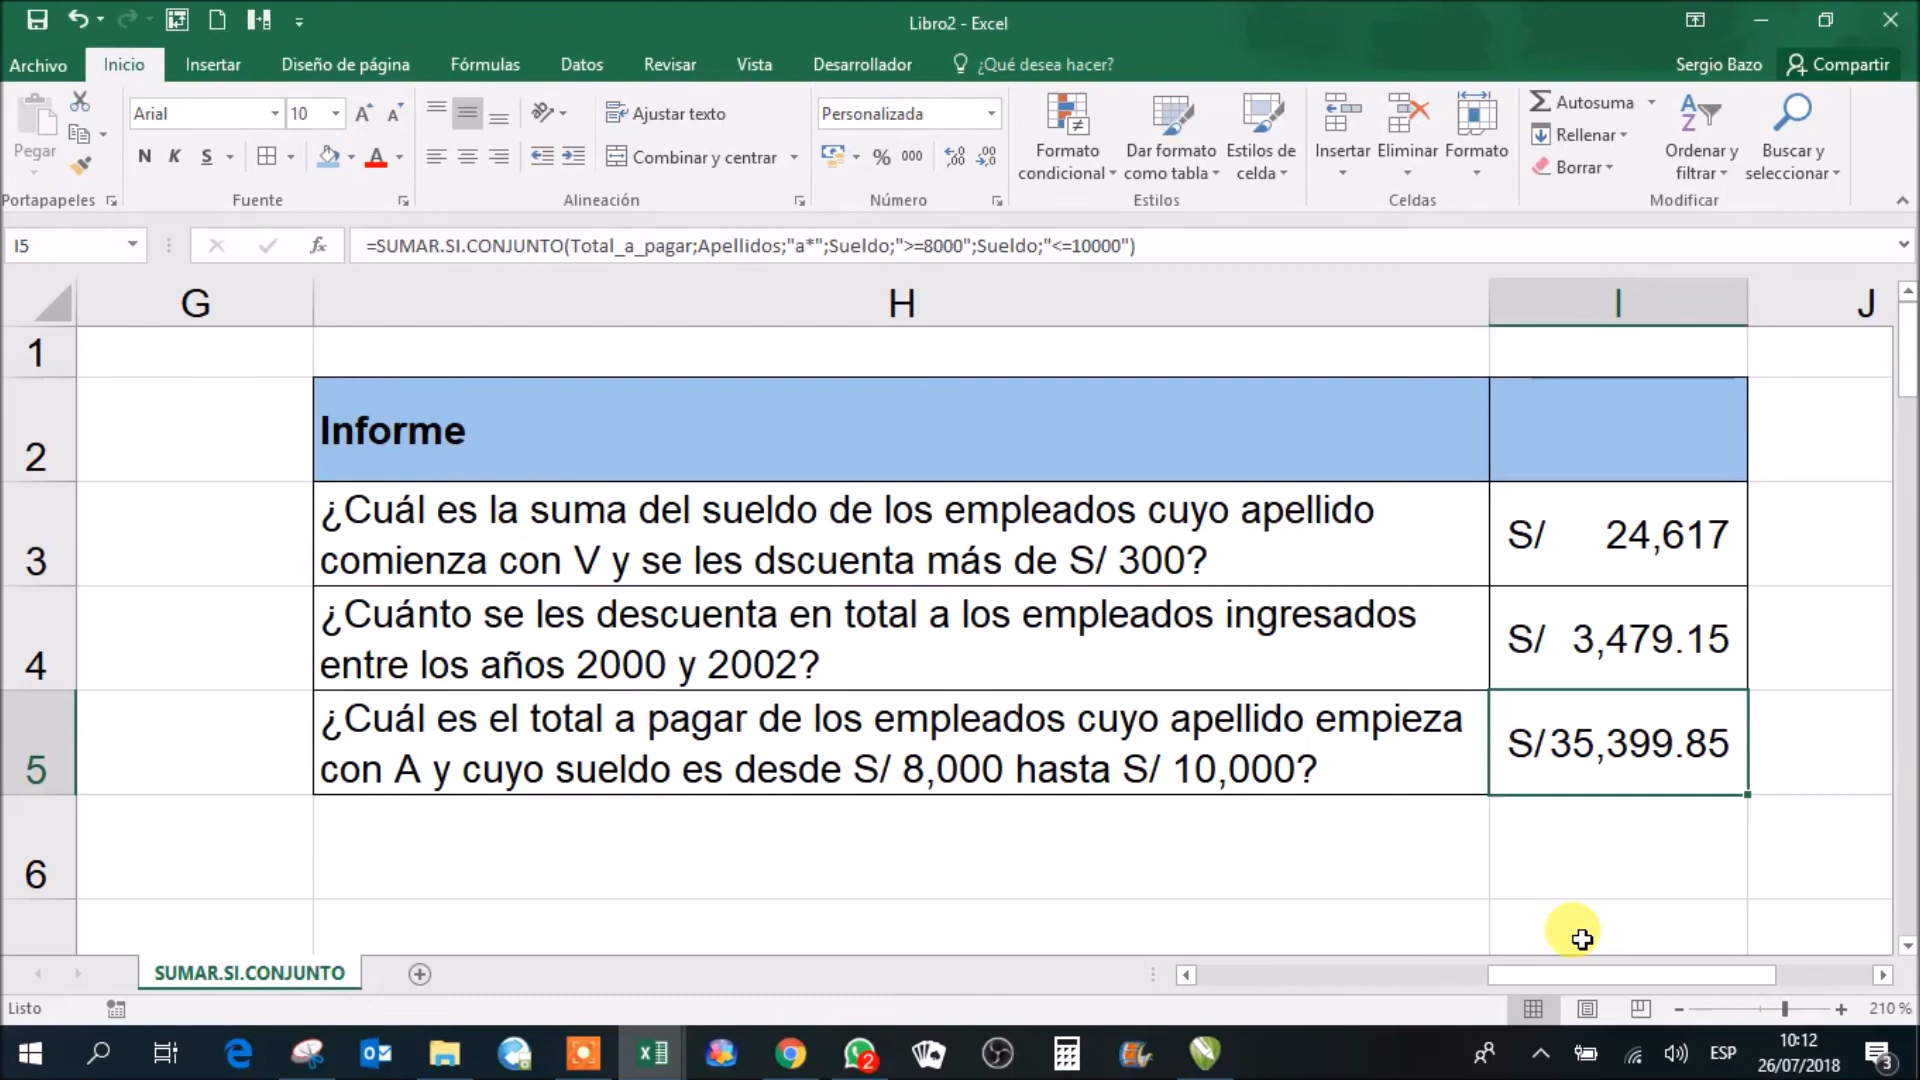 Libro2 - Excel
Archivo Inicio Insertar Diseño de página Fórmulas Datos Revisar Vista Desarrollador ¿Qué desea hacer? Sergio Bazo Compartir
Pegar
Portapapeles
Arial 10
N K S A
Fuente
Ajustar texto
Combinar y centrar
Alineación
Personalizada
% 000
Número
Formato condicional
Dar formato como tabla
Estilos de celda
Estilos
Insertar Eliminar Formato
Celdas
Autosuma
Rellenar
Borrar
Ordenar y filtrar
Buscar y seleccionar
Modificar
I5 fx =SUMAR.SI.CONJUNTO(Total_a_pagar;Apellidos;"a*";Sueldo;">=8000";Sueldo;"<=10000")
G H I J
1
2 Informe
3 ¿Cuál es la suma del sueldo de los empleados cuyo apellido
comienza con V y se les dscuenta más de S/ 300?
S/ 24,617
4 ¿Cuánto se les descuenta en total a los empleados ingresados
entre los años 2000 y 2002?
S/ 3,479.15
5 ¿Cuál es el total a pagar de los empleados cuyo apellido empieza
con A y cuyo sueldo es desde S/ 8,000 hasta S/ 10,000?
S/ 35,399.85
6
SUMAR.SI.CONJUNTO
Listo 210 %
2 ESP 10:12
26/07/2018 3